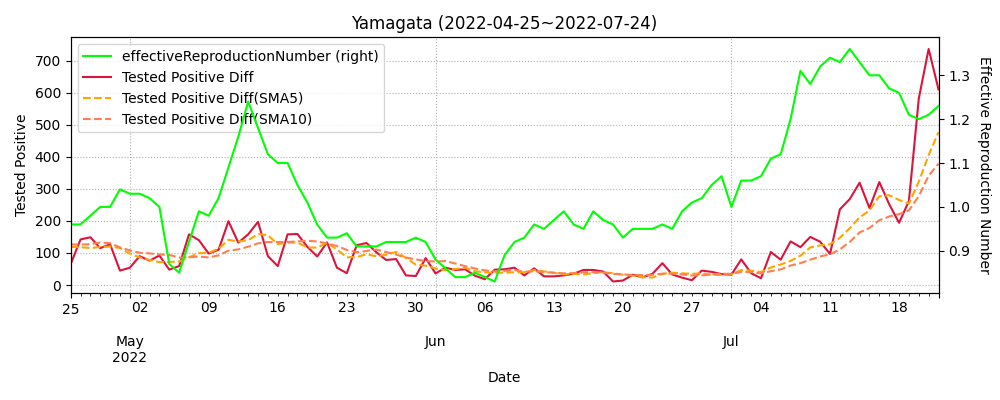 Yamagata (2022-04-25~2022-07-24)
effectiveReproductionNumber (right)
Tested Positive Diff
Tested Positive Diff(SMA5)
Tested Positive Diff(SMA10)
Tested Positive
700
600
500
400
300
200
100
0
1.3
1.2
1.1
1.0
0.9
Effective Reproduction Number
25 02 09 16 23 30 06 13 20 27 04 11 18
May Jun Jul
2022
Date